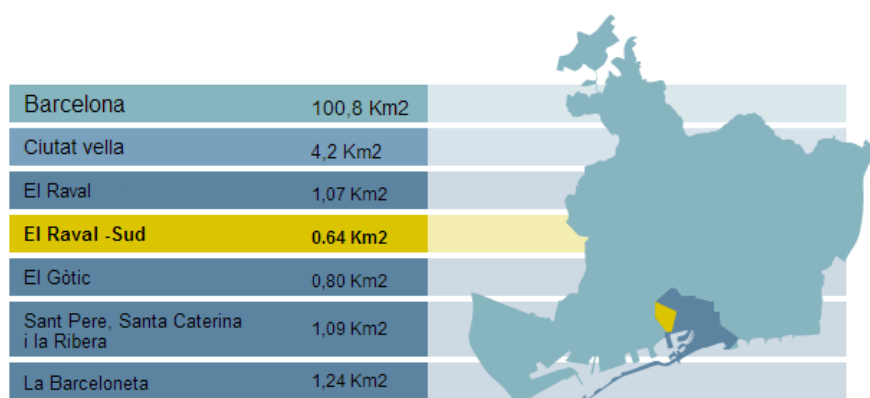 Barcelona 100,8 Km2
Ciutat vella 4,2 Km2
El Raval 1,07 Km2
El Raval -Sud 0.64 Km2
El Gòtic 0,80 Km2
Sant Pere, Santa Caterina
i la Ribera 1,09 Km2
La Barceloneta 1,24 Km2